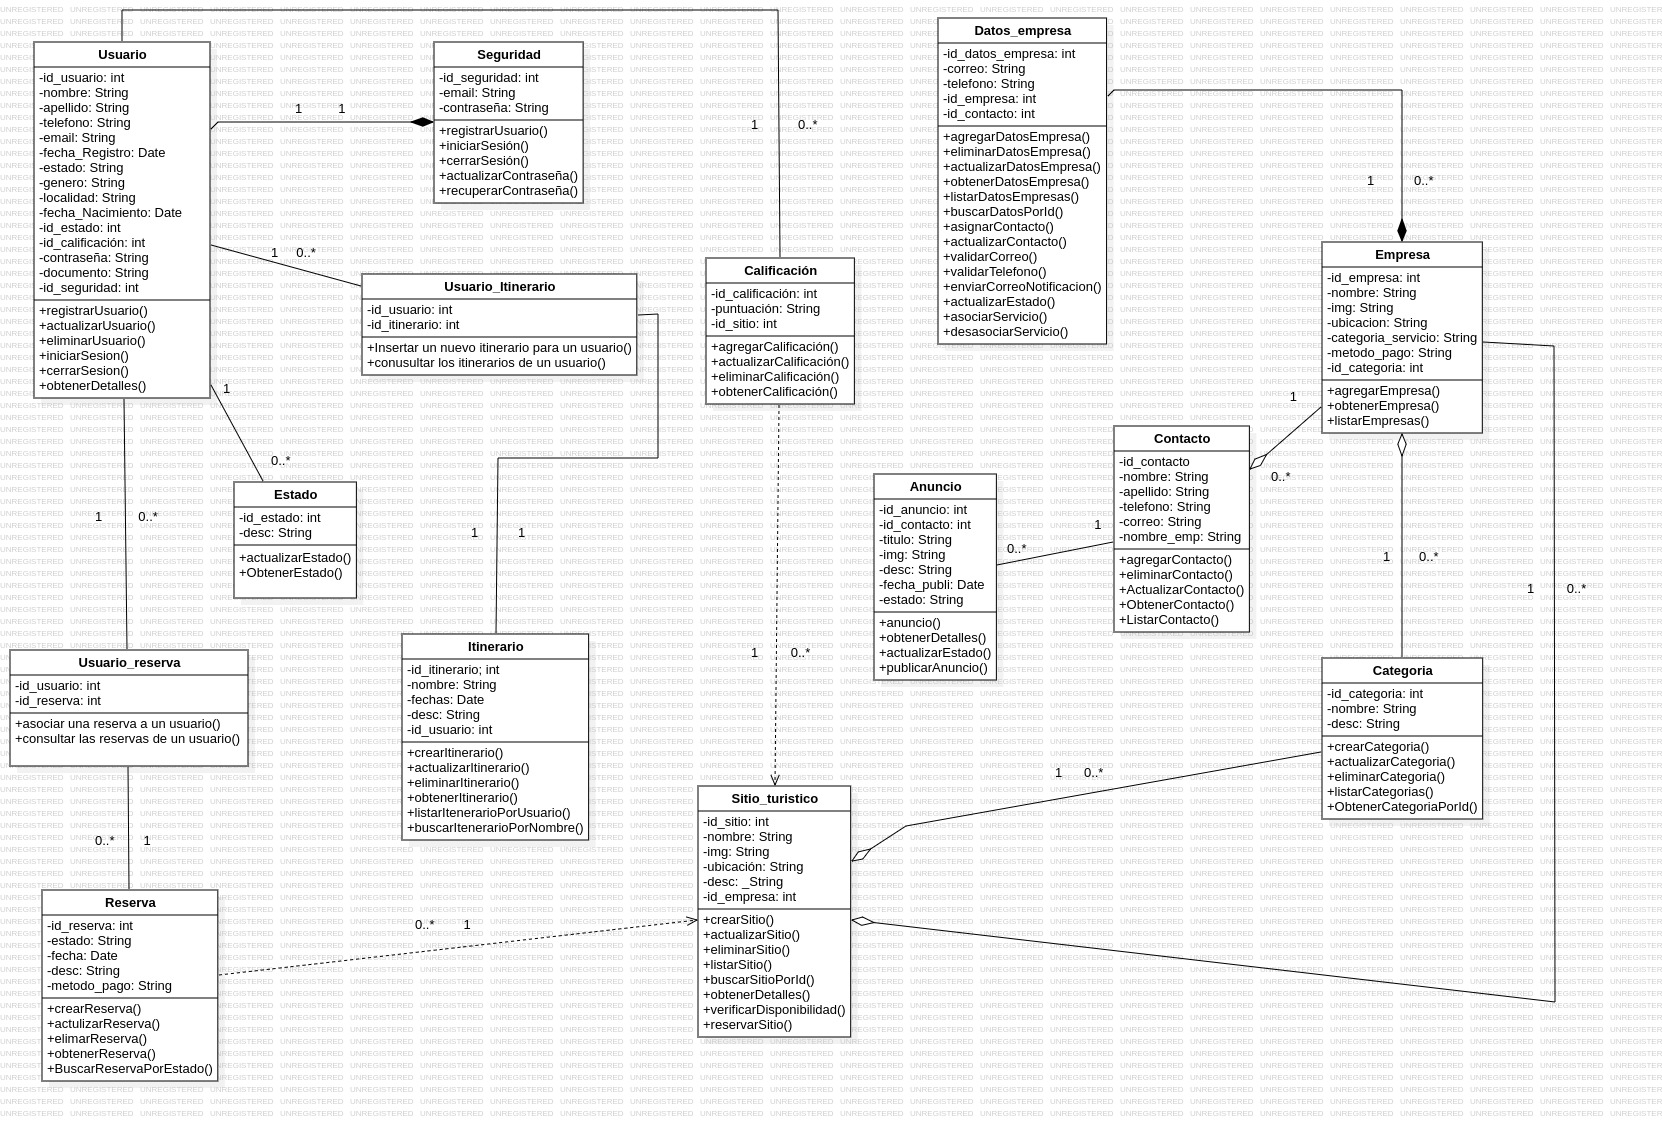 Usuario
-id_usuario: int
-nombre: String
-apellido: String
-telefono: String
-email: String
-fecha_Registro: Date
-estado: String
-genero: String
-localidad: String
-fecha_Nacimiento: Date
-id_estado: int
-id_calificación: int
-contraseña: String
-documento: String
-id_seguridad: int
+registrarUsuario()
+actualizarUsuario()
+eliminarUsuario()
+iniciarSesion()
+cerrarSesion()
+obtenerDetalles()
1 1
Seguridad
-id_seguridad: int
-email: String
-contraseña: String
+registrarUsuario()
+iniciarSesión()
+cerrarSesión()
+actualizarContraseña()
+recuperarContraseña()
1 0..*
Usuario_Itinerario
-id_usuario: int
-id_itinerario: int
+Insertar un nuevo itinerario para un usuario()
+conusultar los itinerarios de un usuario()
1 0..*
Calificación
-id_calificación: int
-puntuación: String
-id_sitio: int
+agregarCalificación()
+actualizarCalificación()
+eliminarCalificación()
+obtenerCalificación()
Datos_empresa
-id_datos_empresa: int
-correo: String
-telefono: String
-id_empresa: int
-id_contacto: int
+agregarDatosEmpresa()
+eliminarDatosEmpresa()
+actualizarDatosEmpresa()
+obtenerDatosEmpresa()
+listarDatosEmpresas()
+buscarDatosPorId()
+asignarContacto()
+actualizarContacto()
+validarCorreo()
+validarTelefono()
+enviarCorreoNotificacion()
+actualizarEstado()
+asociarServicio()
+desasociarServicio()
1 0..*
Empresa
-id_empresa: int
-nombre: String
-img: String
-ubicacion: String
-categoria_servicio: String
-metodo_pago: String
-id_categoria: int
+agregarEmpresa()
+obtenerEmpresa()
+listarEmpresas()
1
0..*
Contacto
-id_contacto
-nombre: String
-apellido: String
-telefono: String
-correo: String
-nombre_emp: String
+agregarContacto()
+eliminarContacto()
+ActualizarContacto()
+ObtenerContacto()
+ListarContacto()
1
0..*
Anuncio
-id_anuncio: int
-id_contacto: int
-titulo: String
-img: String
-desc: String
-fecha_publi: Date
-estado: String
+anuncio()
+obtenerDetalles()
+actualizarEstado()
+publicarAnuncio()
1
0..*
Estado
-id_estado: int
-desc: String
+actualizarEstado()
+ObtenerEstado()
1 0..*
1 1
1 0..*
1 0..*
Usuario_reserva
-id_usuario: int
-id_reserva: int
+asociar una reserva a un usuario()
+consultar las reservas de un usuario()
Itinerario
-id_itinerario; int
-nombre: String
-fechas: Date
-desc: String
-id_usuario: int
+crearItinerario()
+actualizarItinerario()
+eliminarItinerario()
+obtenerItinerario()
+listarItenerarioPorUsuario()
+buscarItenerarioPorNombre()
1 0..*
Categoria
-id_categoria: int
-nombre: String
-desc: String
+crearCategoria()
+actualizarCategoria()
+eliminarCategoria()
+listarCategorias()
+ObtenerCategoriaPorId()
1 0..*
Sitio_turistico
-id_sitio: int
-nombre: String
-img: String
-ubicación: String
-desc: _String
-id_empresa: int
+crearSitio()
+actualizarSitio()
+eliminarSitio()
+listarSitio()
+buscarSitioPorId()
+obtenerDetalles()
+verificarDisponibilidad()
+reservarSitio()
0..* 1
Reserva
-id_reserva: int
-estado: String
-fecha: Date
-desc: String
-metodo_pago: String
+crearReserva()
+actulizarReserva()
+elimarReserva()
+obtenerReserva()
+BuscarReservaPorEstado()
0..* 1
UNREGISTERED